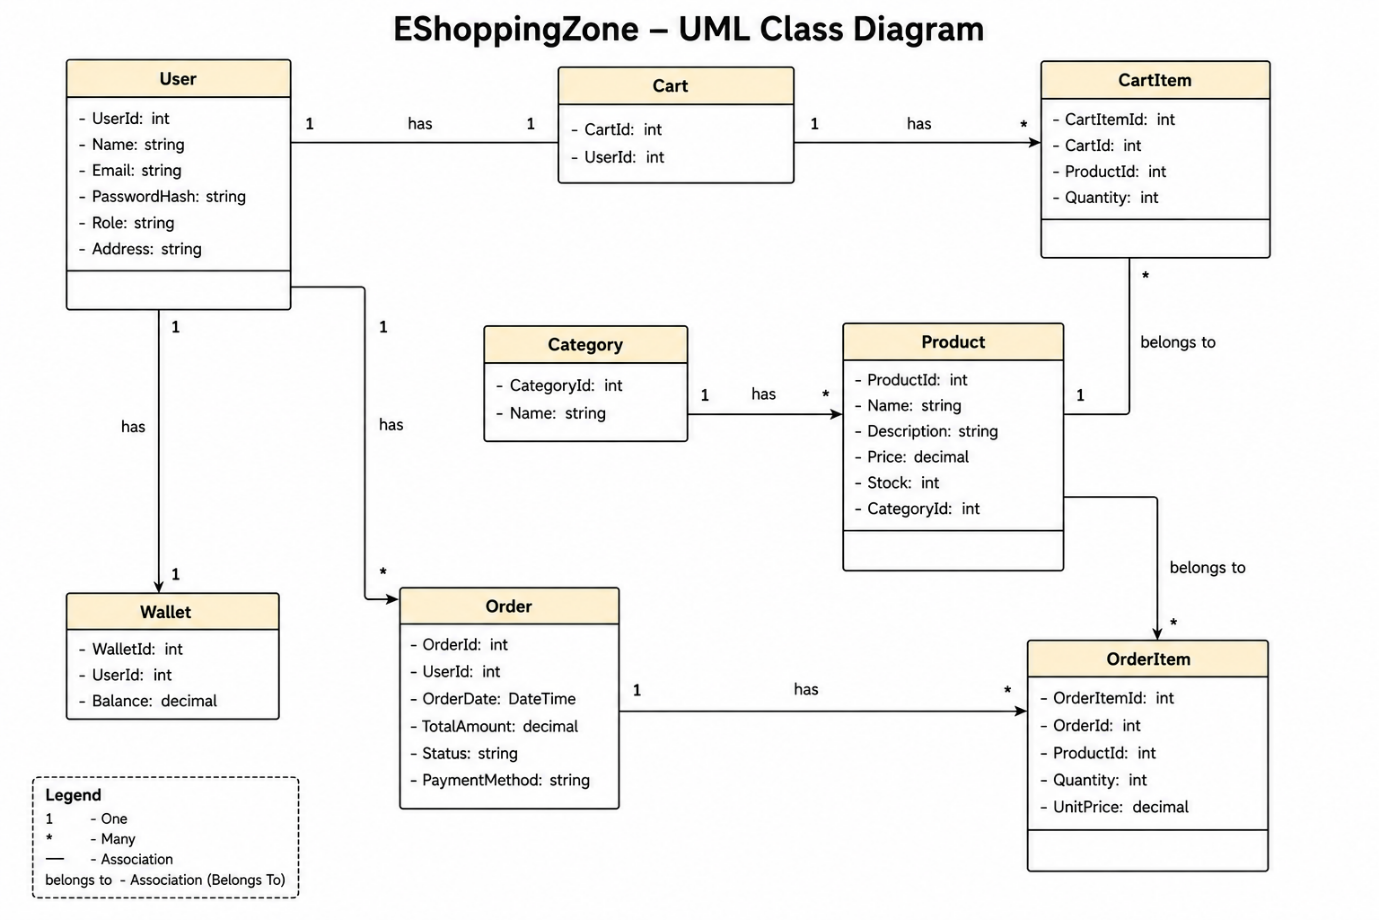 EShoppingZone – UML Class Diagram
User
- UserId: int
- Name: string
- Email: string
- PasswordHash: string
- Role: string
- Address: string
1 has 1
Cart
- CartId: int
- UserId: int
1 has *
CartItem
- CartItemId: int
- CartId: int
- ProductId: int
- Quantity: int
*
belongs to
1
1
has
1
1
has
*
Category
- CategoryId: int
- Name: string
1 has *
Product
- ProductId: int
- Name: string
- Description: string
- Price: decimal
- Stock: int
- CategoryId: int
belongs to
*
Wallet
- WalletId: int
- UserId: int
- Balance: decimal
Order
- OrderId: int
- UserId: int
- OrderDate: DateTime
- TotalAmount: decimal
- Status: string
- PaymentMethod: string
1 has *
OrderItem
- OrderItemId: int
- OrderId: int
- ProductId: int
- Quantity: int
- UnitPrice: decimal
Legend
1 - One
* - Many
— - Association
belongs to - Association (Belongs To)